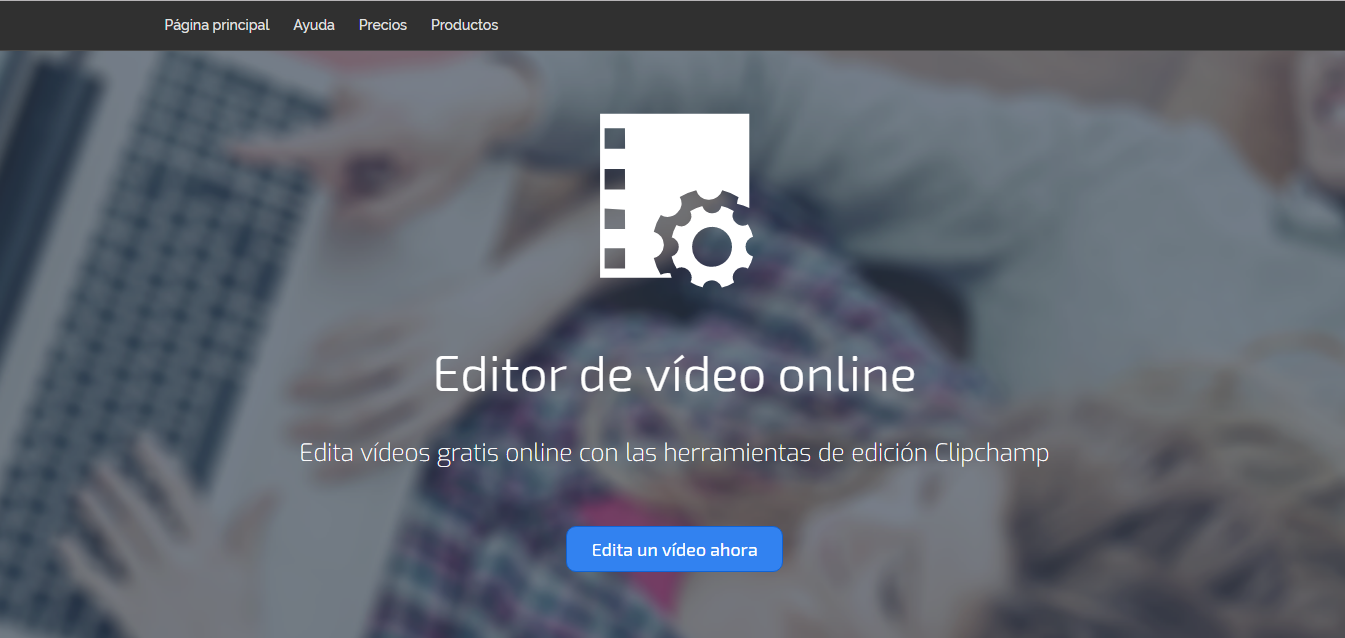 Página principal Ayuda Precios Productos
Editor de vídeo online
Edita vídeos gratis online con las herramientas de edición Clipchamp
Edita un vídeo ahora